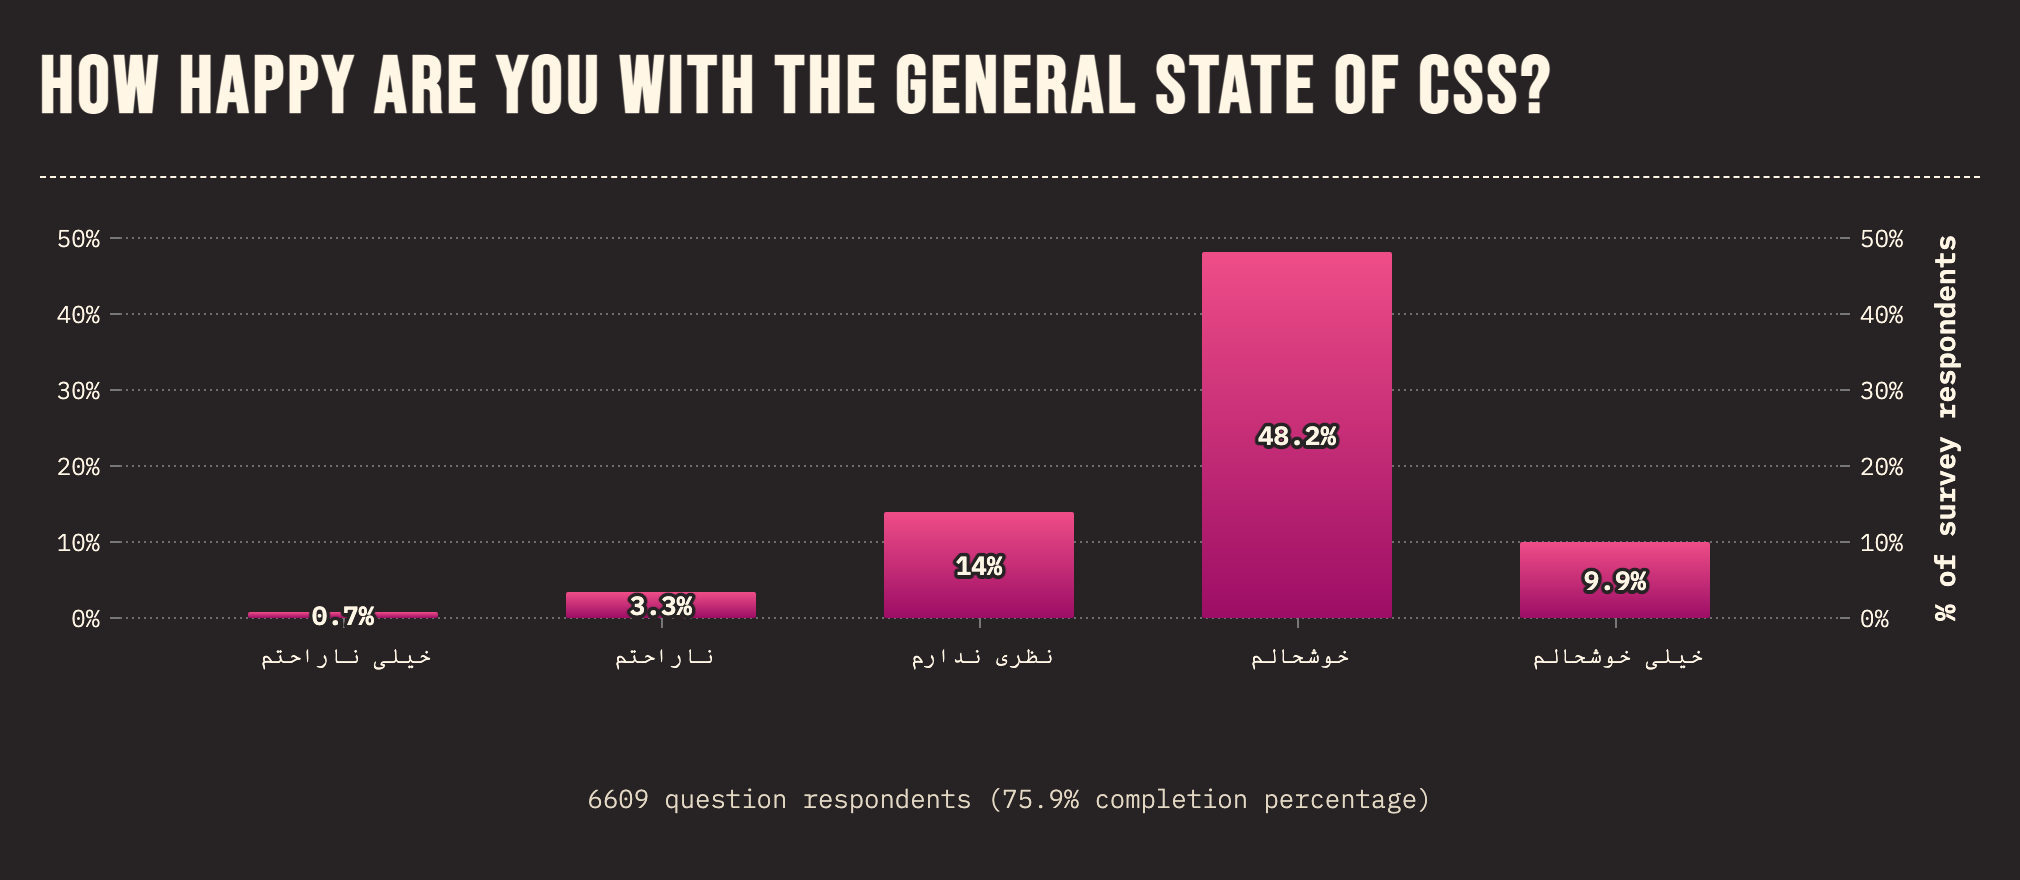 HOW HAPPY ARE YOU WITH THE GENERAL STATE OF CSS?
50%
40%
30%
20%
10%
0%
50%
40%
30%
20%
10%
0%
% of survey respondents
0.7%
3.3%
14%
48.2%
9.9%
خیلی ناراحتم
ناراحتم
نظری ندارم
خوشحالم
خیلی خوشحالم
6609 question respondents (75.9% completion percentage)